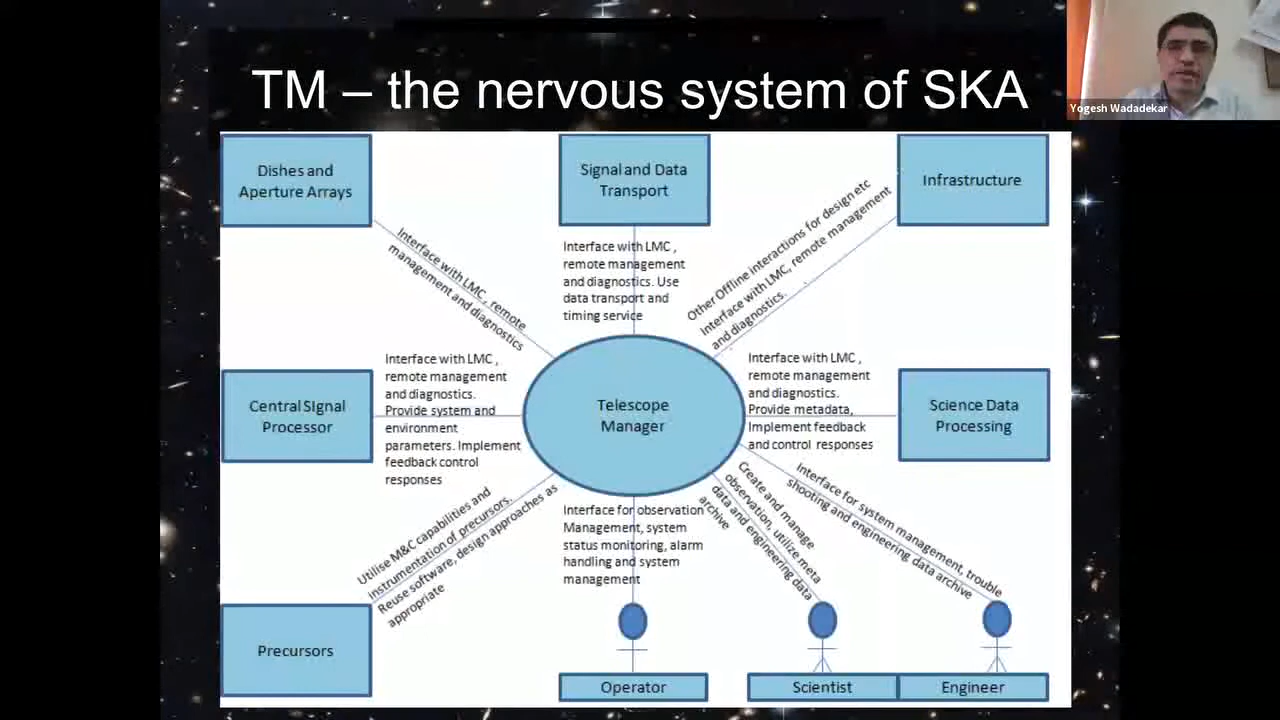 TM – the nervous system of SKA
Yogesh Wadadekar
Dishes and
Aperture Arrays
Signal and Data
Transport
Infrastructure
Interface with LMC , remote
management and diagnostics
Interface with LMC ,
remote management
and diagnostics. Use
data transport and
timing service
Other Offline interactions for design etc
Interface with LMC, remote management
and diagnostics.
Central SIgnal
Processor
Interface with LMC ,
remote management
and diagnostics.
Provide system and
environment
parameters. Implement
feedback control
responses
Telescope
Manager
Interface with LMC ,
remote management
and diagnostics.
Provide metadata,
Implement feedback
and control responses
Science Data
Processing
Utilise M&C capabilities and
instrumentation of precursors.
Reuse software, design approaches as
appropriate
Interface for observation
Management, system
status monitoring, alarm
handling and system
management
Create and manage
observation, utilize meta
data and engineering data
archive
Interface for system management, trouble
shooting and engineering data archive
Precursors
Operator
Scientist
Engineer